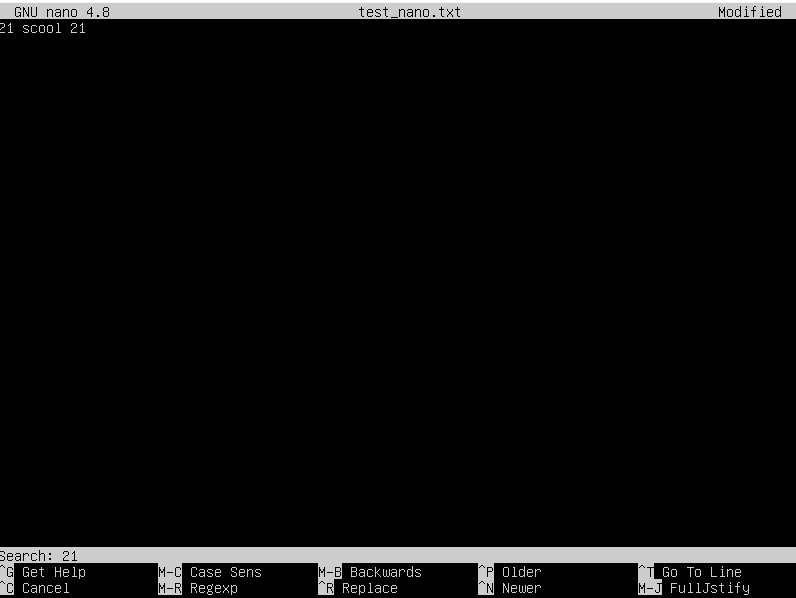 GNU nano 4.8 test_nano.txt Modified
21 scool 21
Search: 21
^G Get Help M-C Case Sens M-B Backwards ^P Older ^T Go To Line
^C Cancel M-R Regexp ^R Replace ^N Newer M-J FullJstify